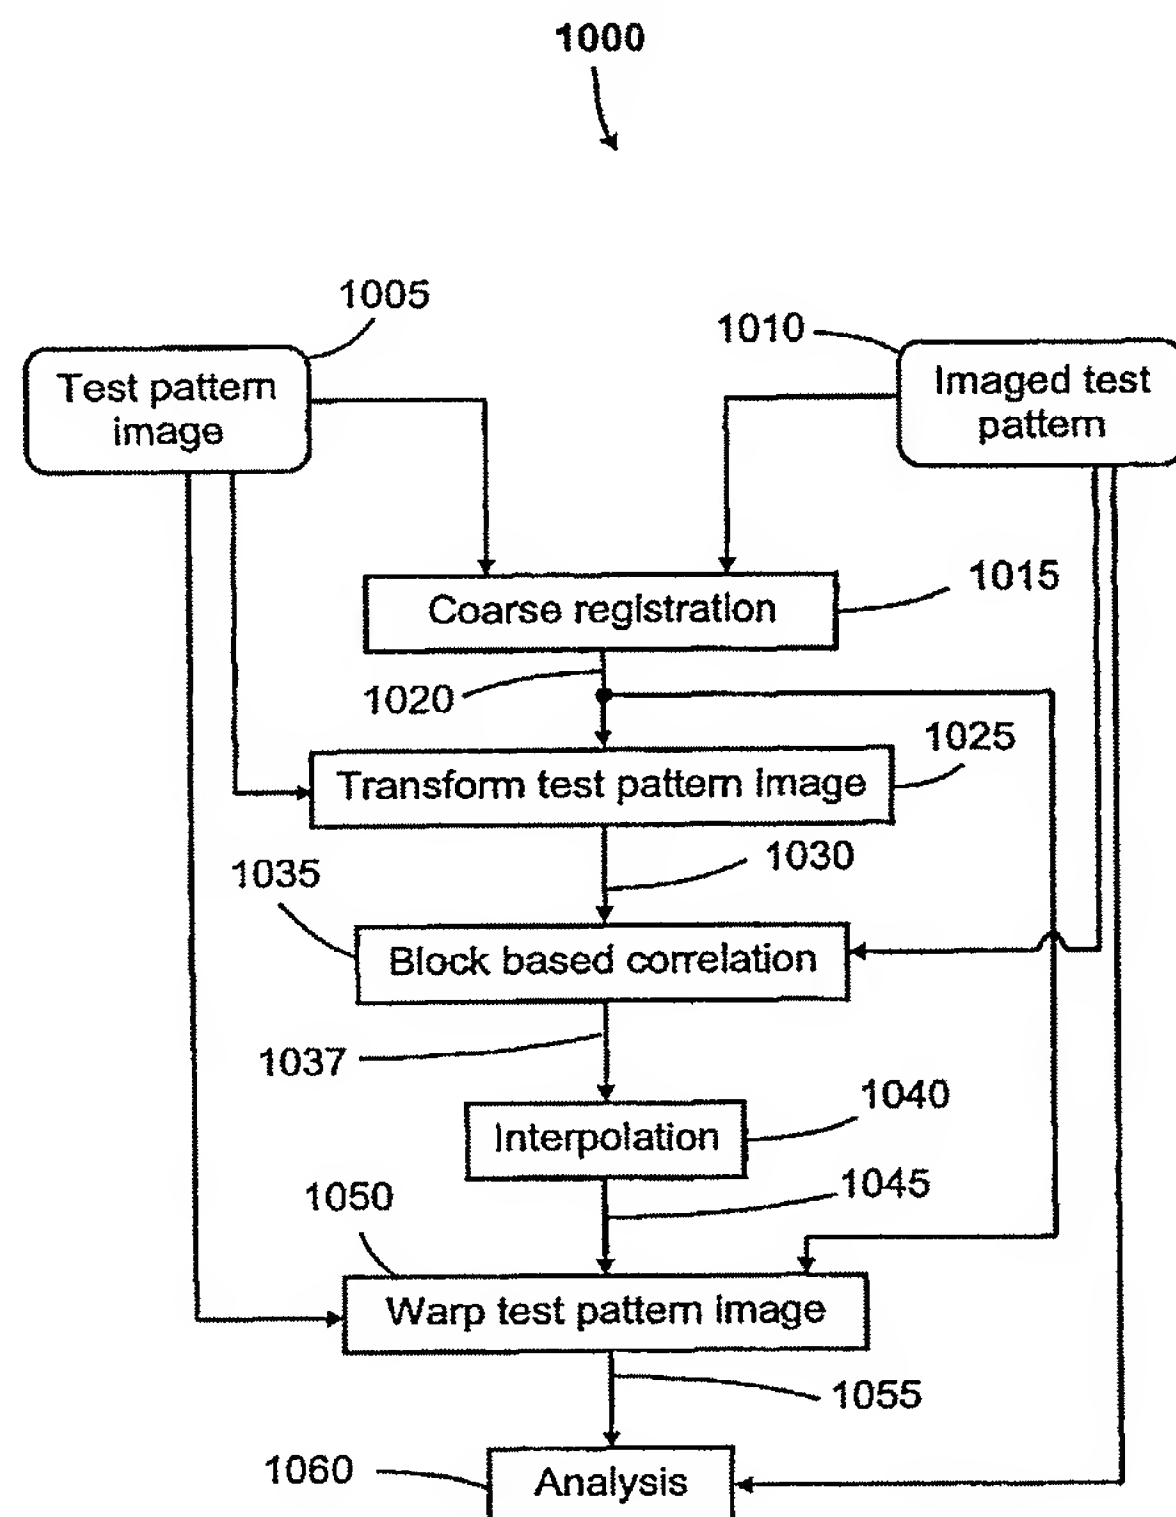 1000
1005
1010
Test pattern
image
Imaged test
pattern
1015
Coarse registration
1020
1025
Transform test pattern image
1030
1035
Block based correlation
1037
1040
Interpolation
1045
1050
Warp test pattern image
1055
1060
Analysis